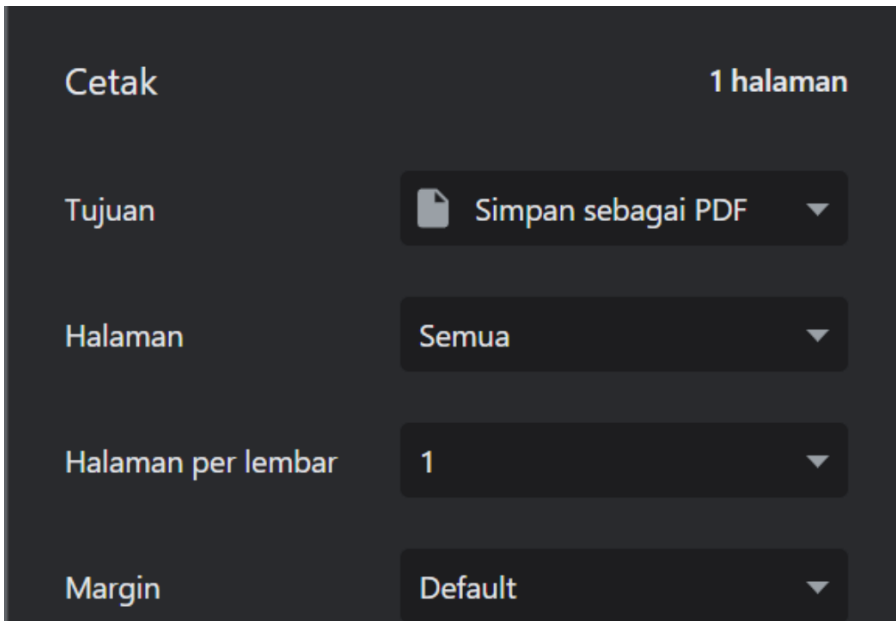 Cetak 1 halaman
Tujuan Simpan sebagai PDF
Halaman Semua
Halaman per lembar 1
Margin Default